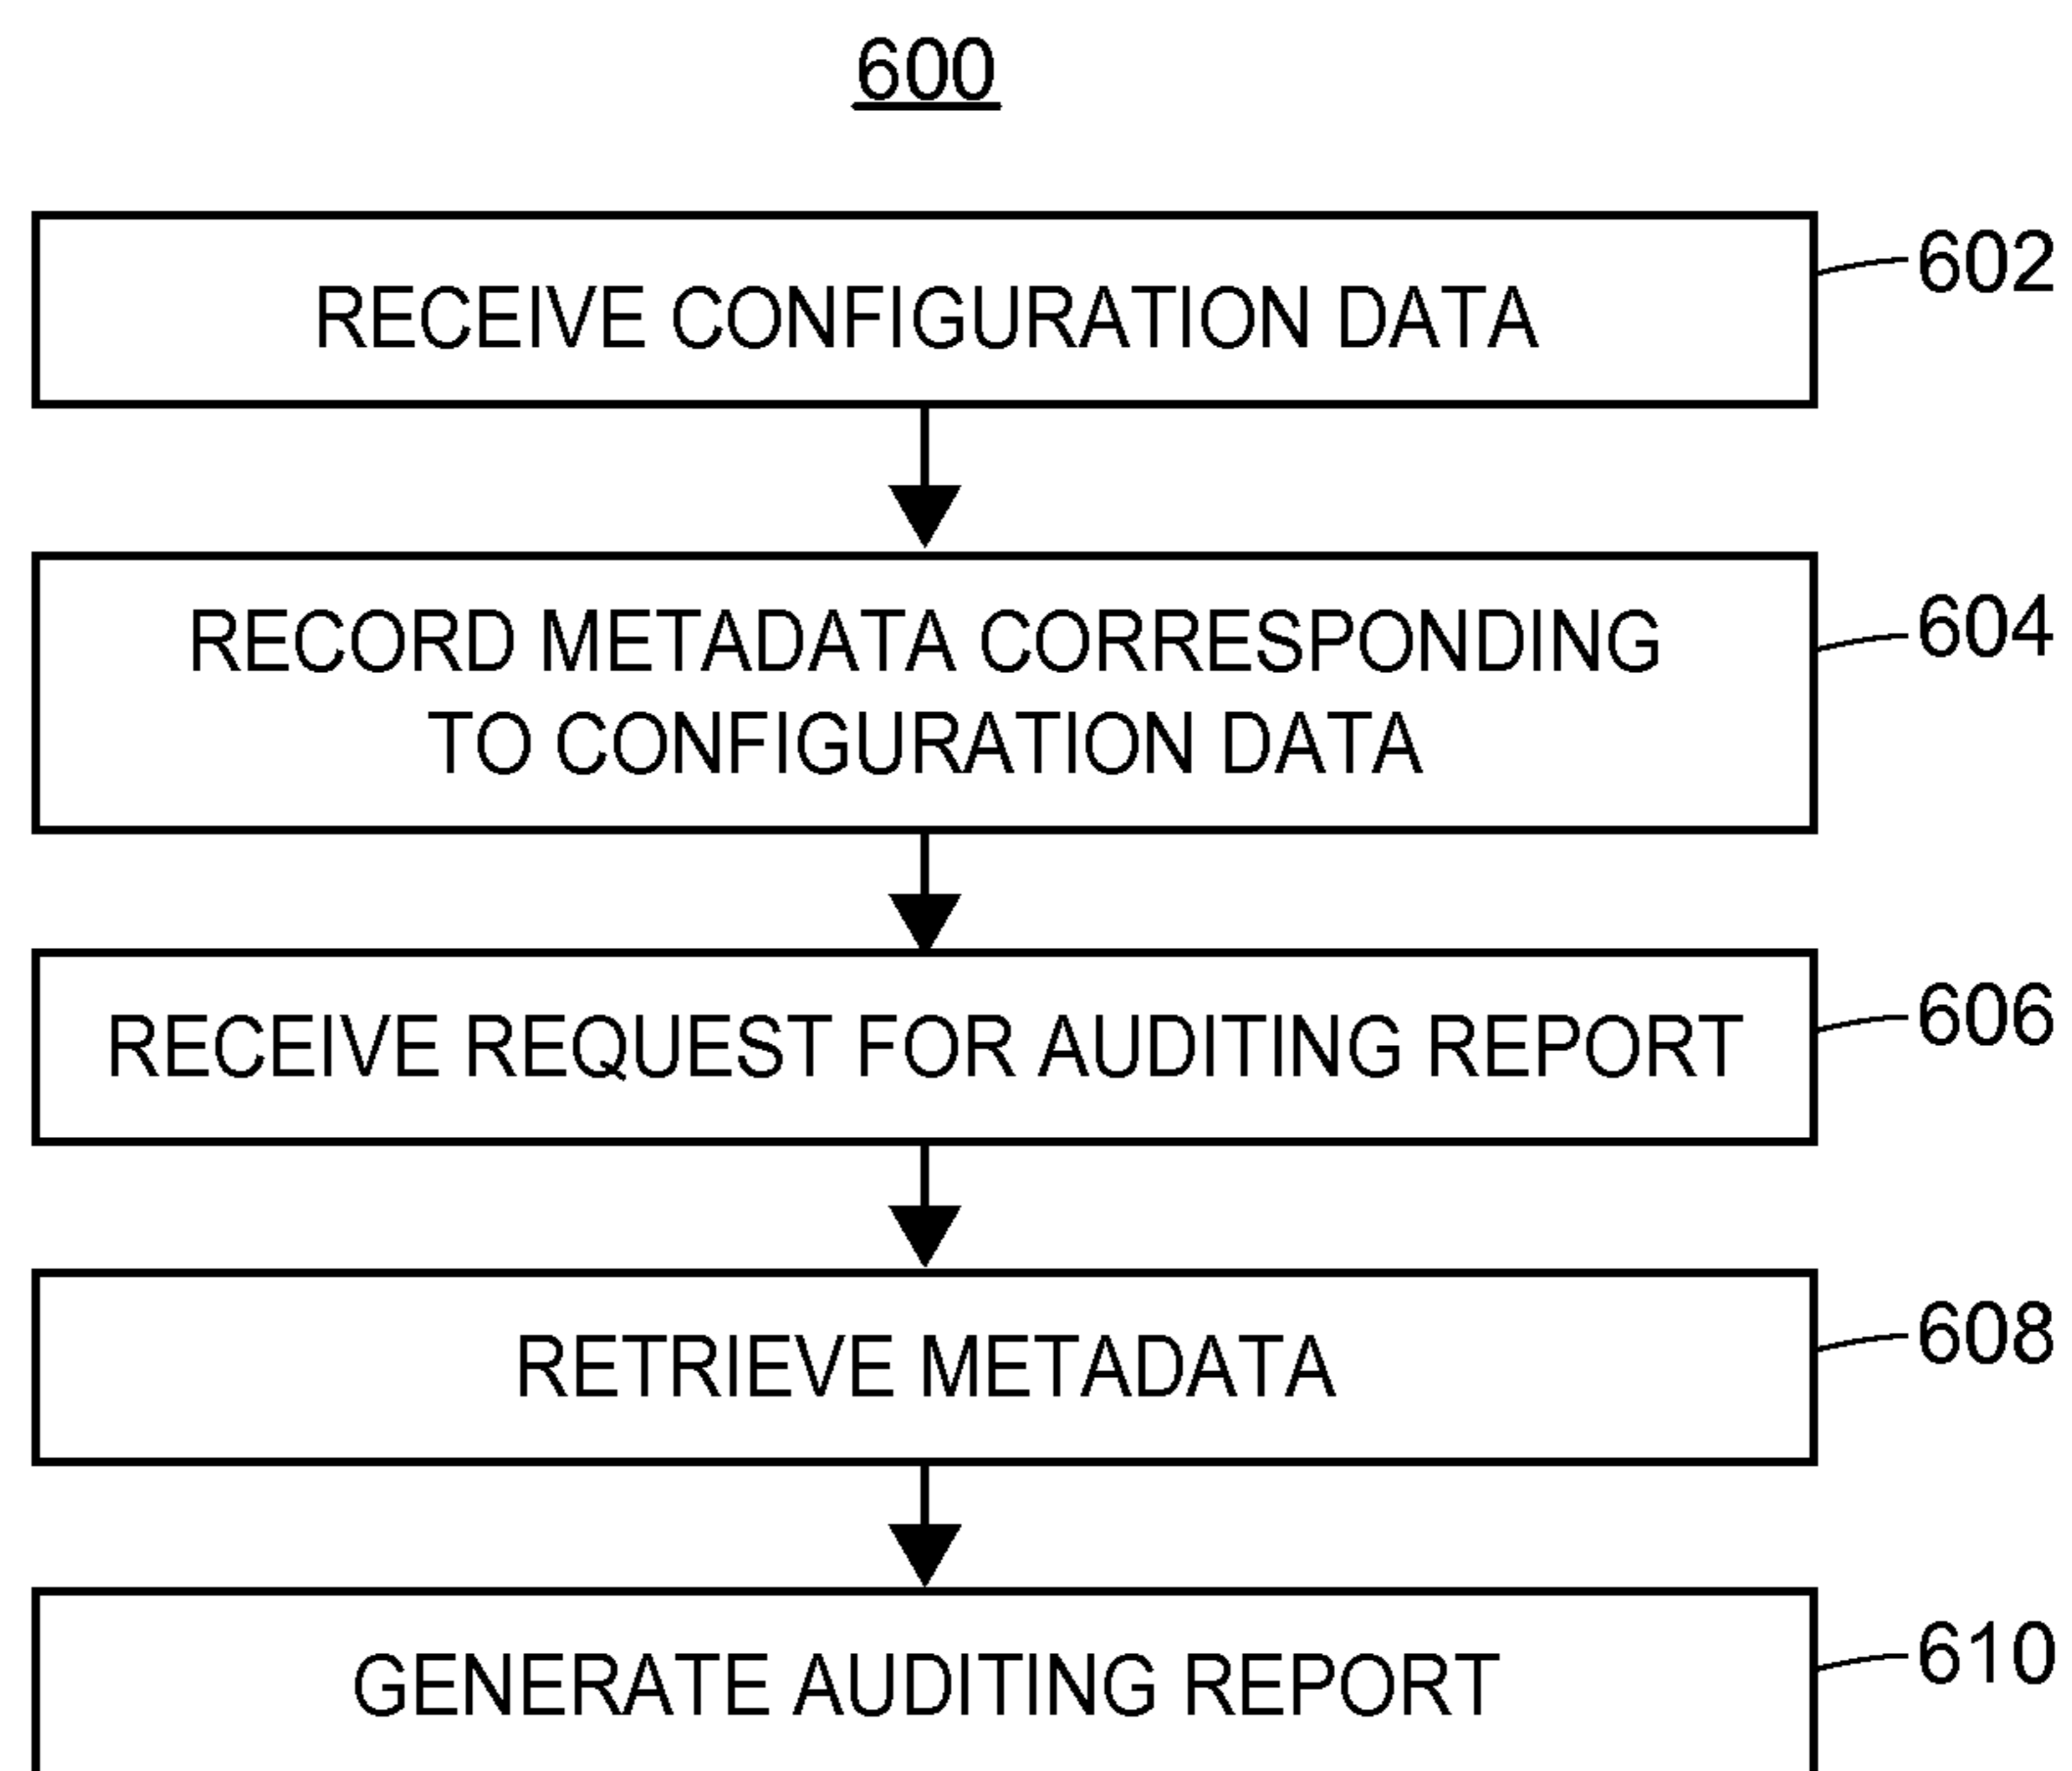 600
RECEIVE CONFIGURATION DATA
602
RECORD METADATA CORRESPONDING
TO CONFIGURATION DATA
604
RECEIVE REQUEST FOR AUDITING REPORT
606
RETRIEVE METADATA
608
GENERATE AUDITING REPORT
610